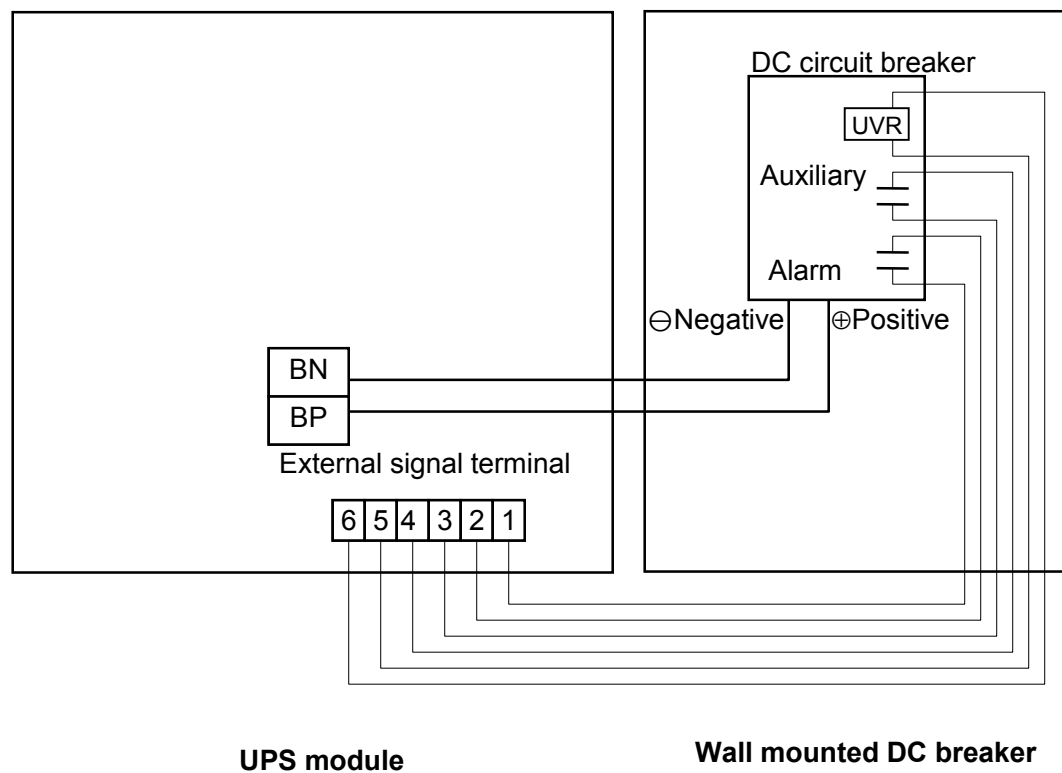 DC circuit breaker
UVR
Auxiliary
Alarm
⊖Negative ⊕Positive
BN
BP
External signal terminal
6 5 4 3 2 1
UPS module
Wall mounted DC breaker